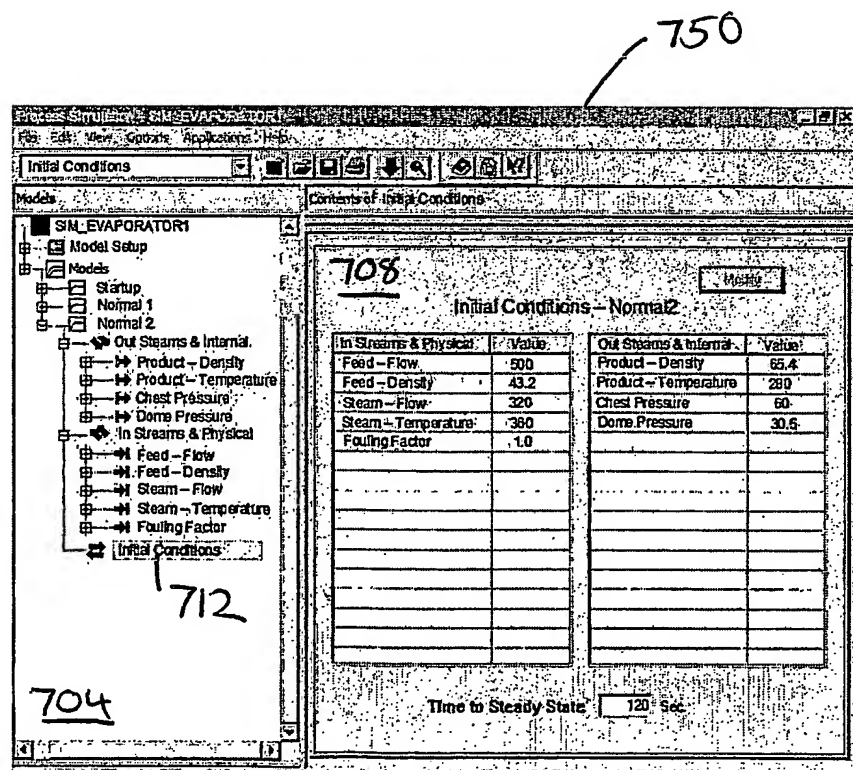 750
Process Simulation - SIM_EVAPORATOR1
File Edit View Options Applications Help
Initial Conditions
Models
Contents of Initial Conditions
SIM_EVAPORATOR1
Model Setup
Models
Startup
Normal 1
Normal 2
Out Steams & Internal.
Product – Density
Product – Temperature
Chest Pressure
Dome Pressure
In Streams & Physical
Feed – Flow
Feed – Density
Steam – Flow
Steam – Temperature
Fouling Factor
Initial Conditions
712
704
708
Modify
Initial Conditions – Normal2
In Streams & Physical Value
Feed – Flow 500
Feed – Density 43.2
Steam – Flow 320
Steam – Temperature 360
Fouling Factor 1.0
Out Steams & Internal Value
Product – Density 65.4
Product – Temperature 280
Chest Pressure 60
Dome Pressure 30.5
Time to Steady State 120 Sec